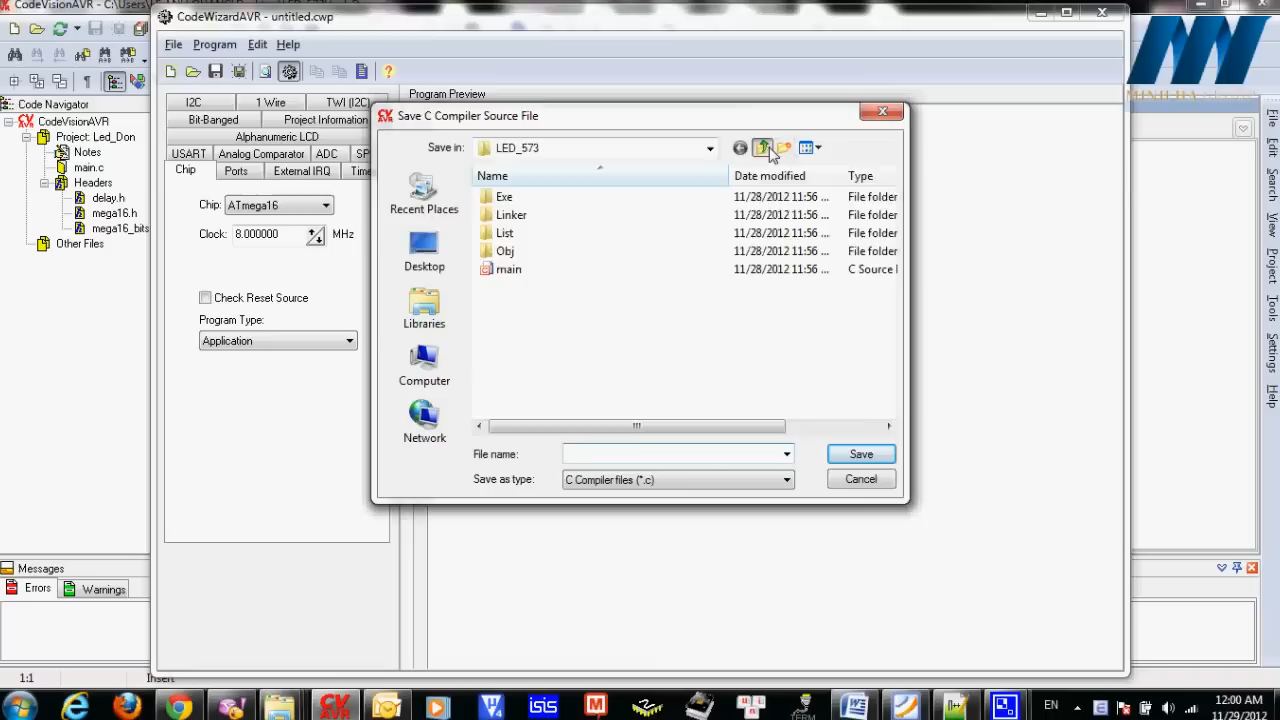 CodeVisionAVR - C:\Users\
CodeWizardAVR - untitled.cwp
File Program Edit Help
I2C 1 Wire TWI (I2C)
Bit-Banged Project Information
Alphanumeric LCD
USART Analog Comparator ADC SP
Chip Ports External IRQ Time
Chip: ATmega16
Clock: 8.000000 MHz
Check Reset Source
Program Type:
Application
Program Preview
Code Navigator
CodeVisionAVR
Project: Led_Don
Notes
main.c
Headers
delay.h
mega16.h
mega16_bits
Other Files
Save C Compiler Source File
Save in: LED_573
Name Date modified Type
Exe 11/28/2012 11:56 ... File folder
Linker 11/28/2012 11:56 ... File folder
List 11/28/2012 11:56 ... File folder
Obj 11/28/2012 11:56 ... File folder
main 11/28/2012 11:56 ... C Source
Recent Places
Desktop
Libraries
Computer
Network
File name:
Save
Save as type: C Compiler files (*.c)
Cancel
File
Edit
Search
View
Project
Tools
Settings
Help
Messages
Errors Warnings
1:1 Insert
EN
12:00 AM
11/29/2012